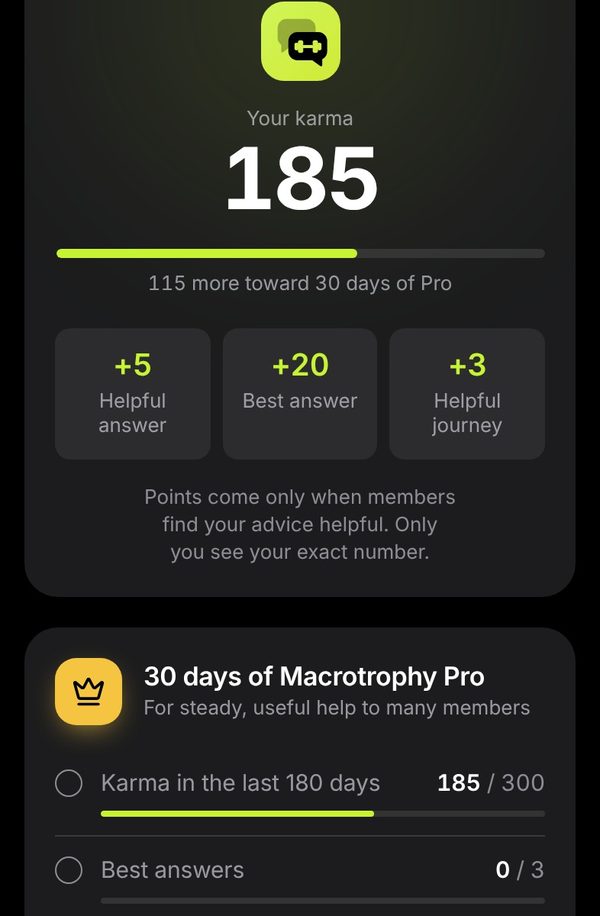 Your karma
185
115 more toward 30 days of Pro
+5
Helpful
answer
+20
Best answer
+3
Helpful
journey
Points come only when members
find your advice helpful. Only
you see your exact number.
30 days of Macrotrophy Pro
For steady, useful help to many members
Karma in the last 180 days 185 / 300
Best answers 0 / 3